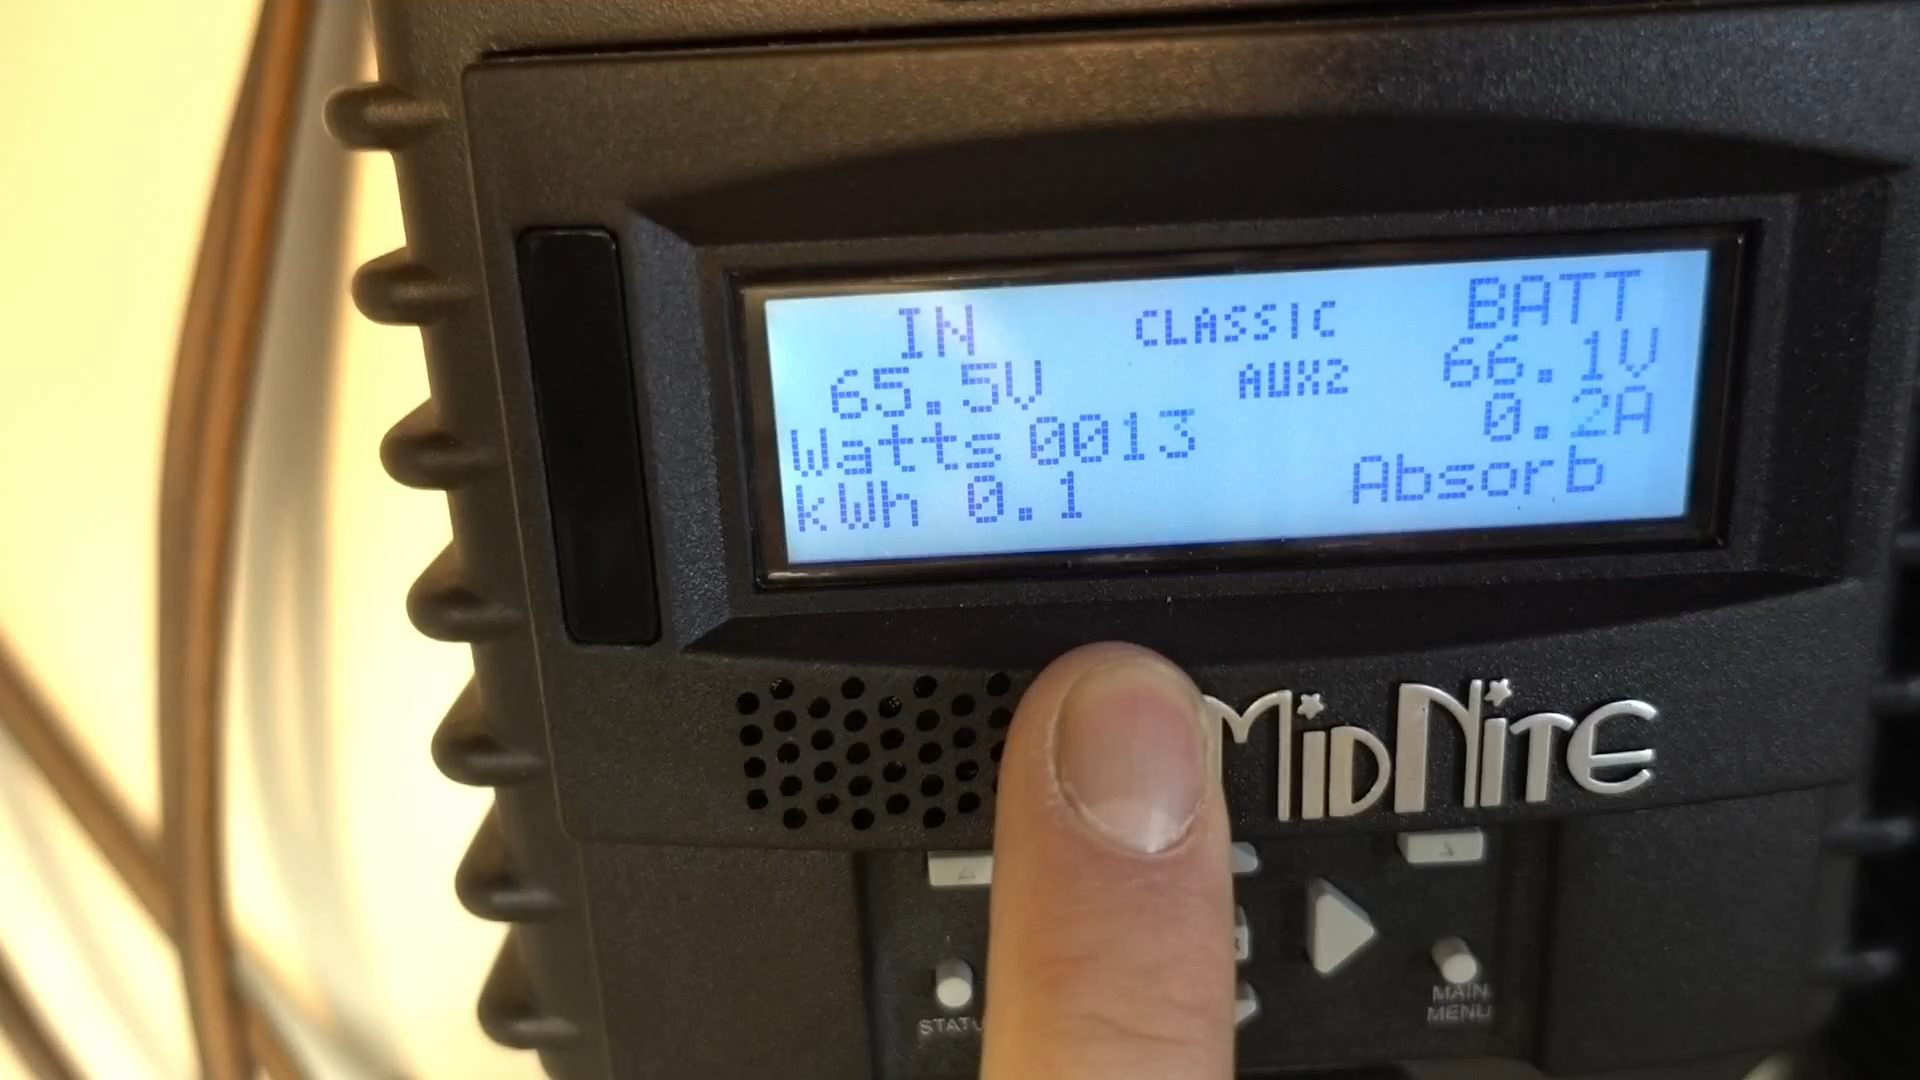 IN CLASSIC BATT
65.5V AUX2 66.1V
Watts 0013 0.2A
kWh 0.1 Absorb
MIDNITE
MAIN
MENU